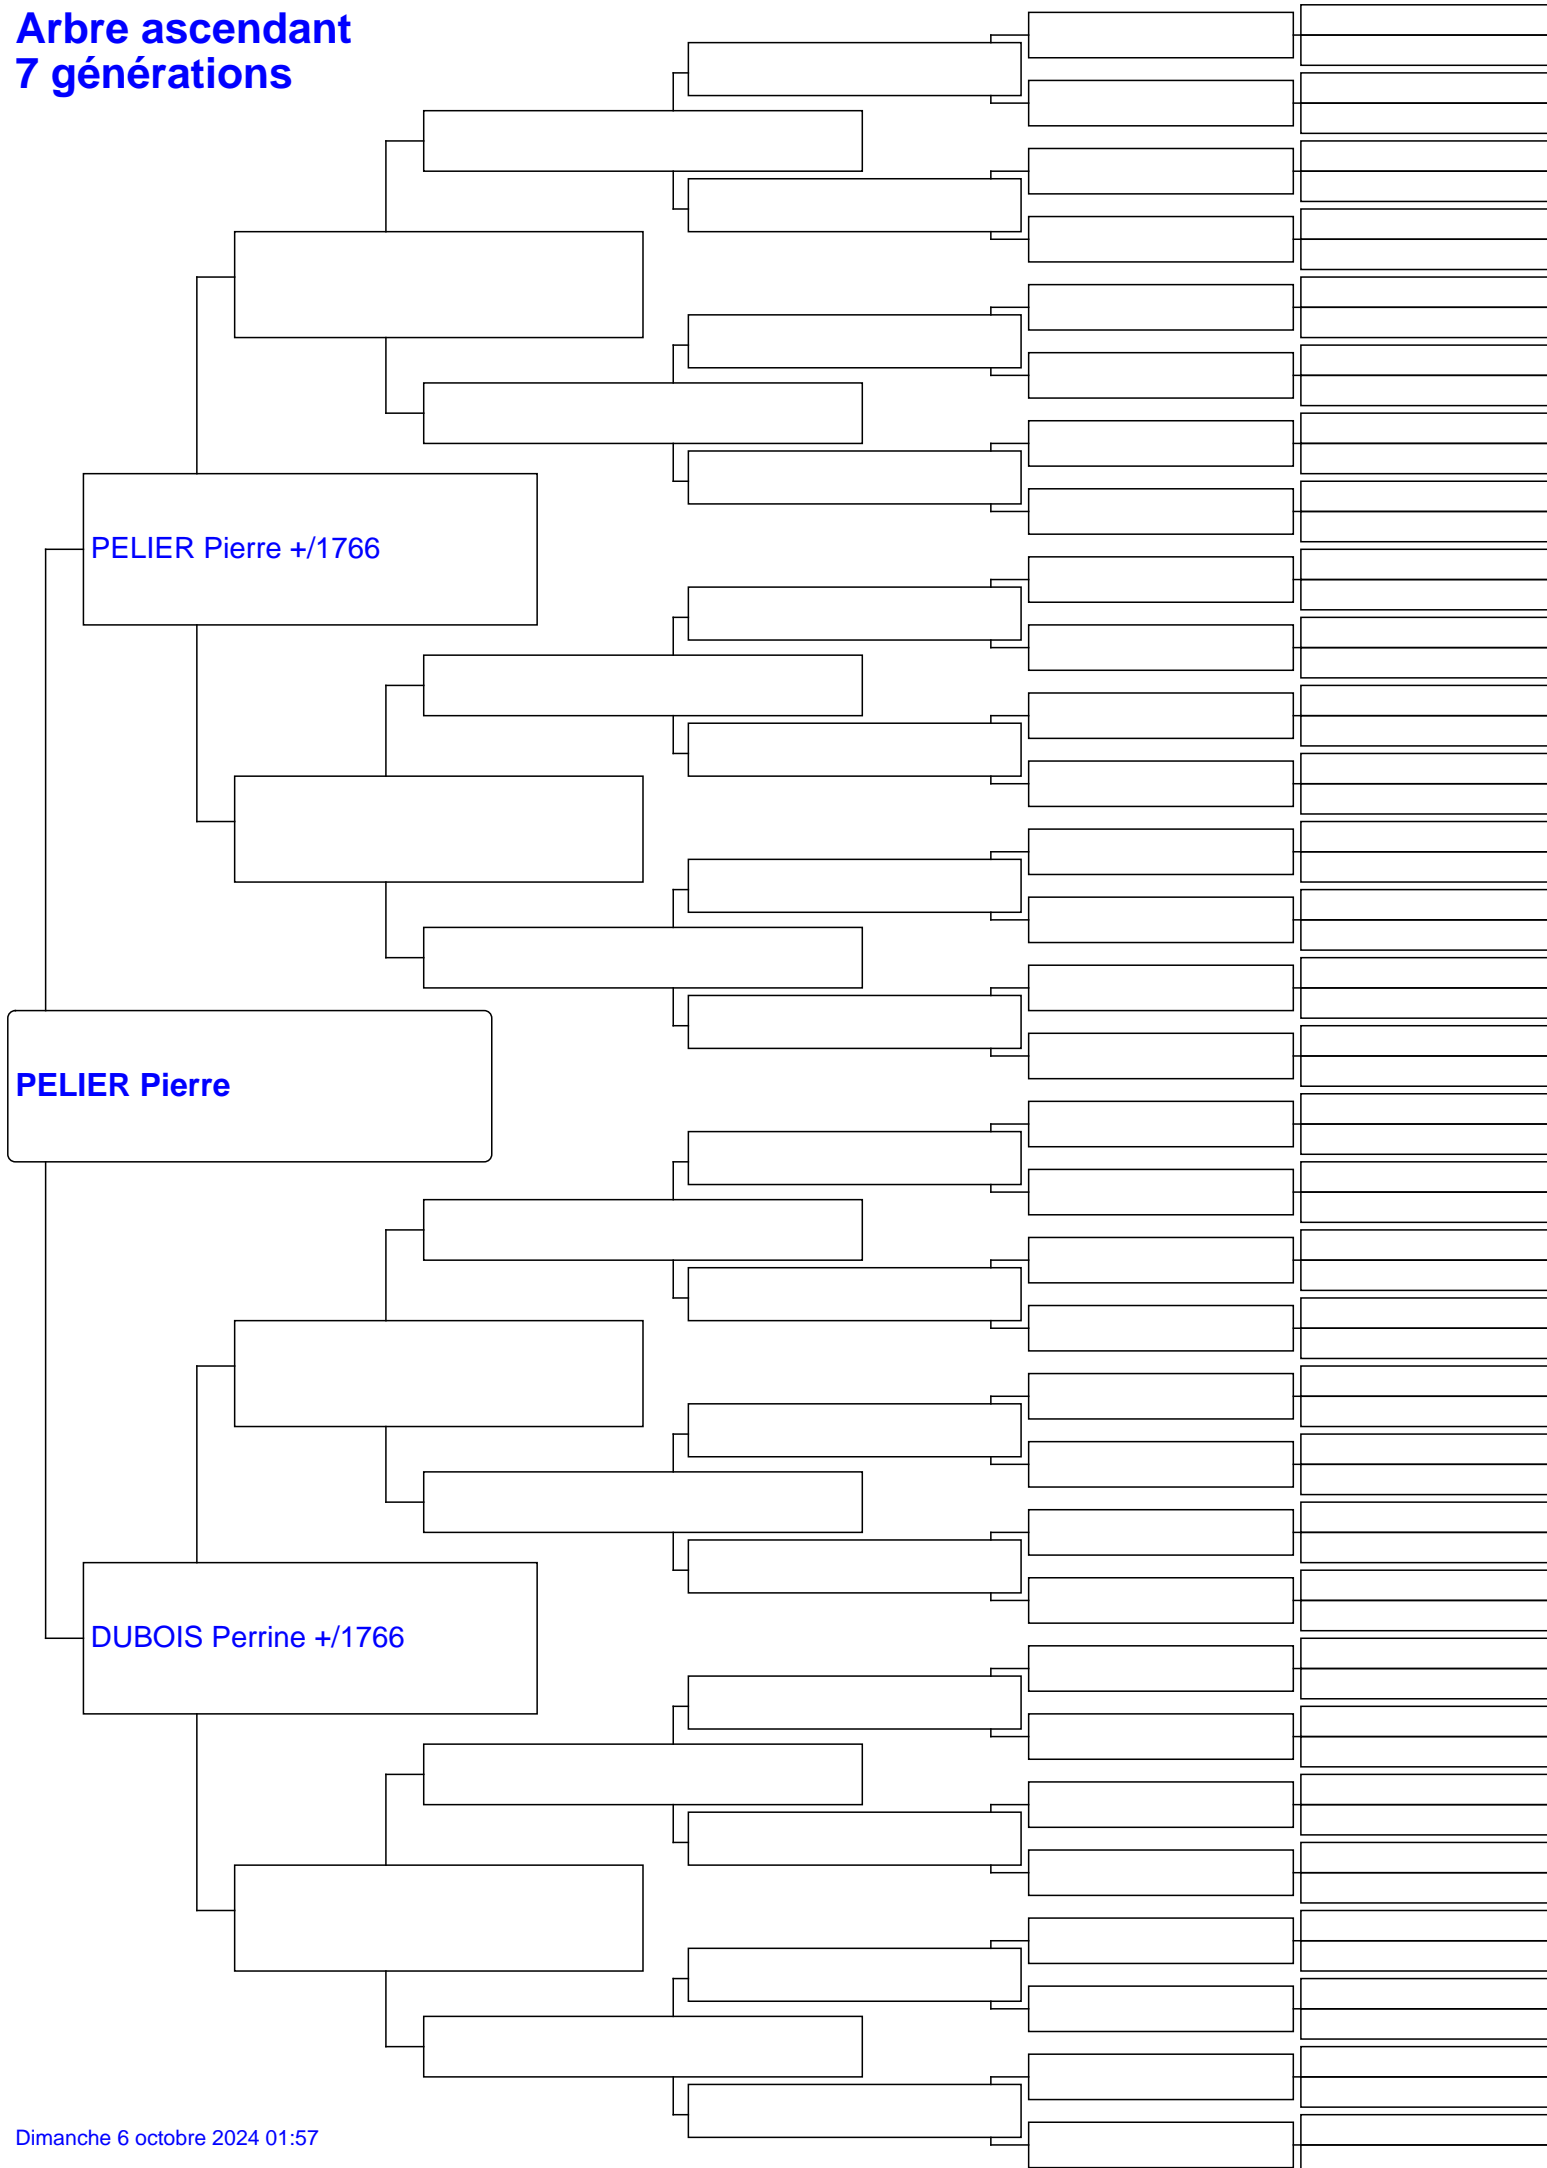 Arbre ascendant
7 générations
PELIER Pierre +/1766
PELIER Pierre
DUBOIS Perrine +/1766
Dimanche 6 octobre 2024 01:57